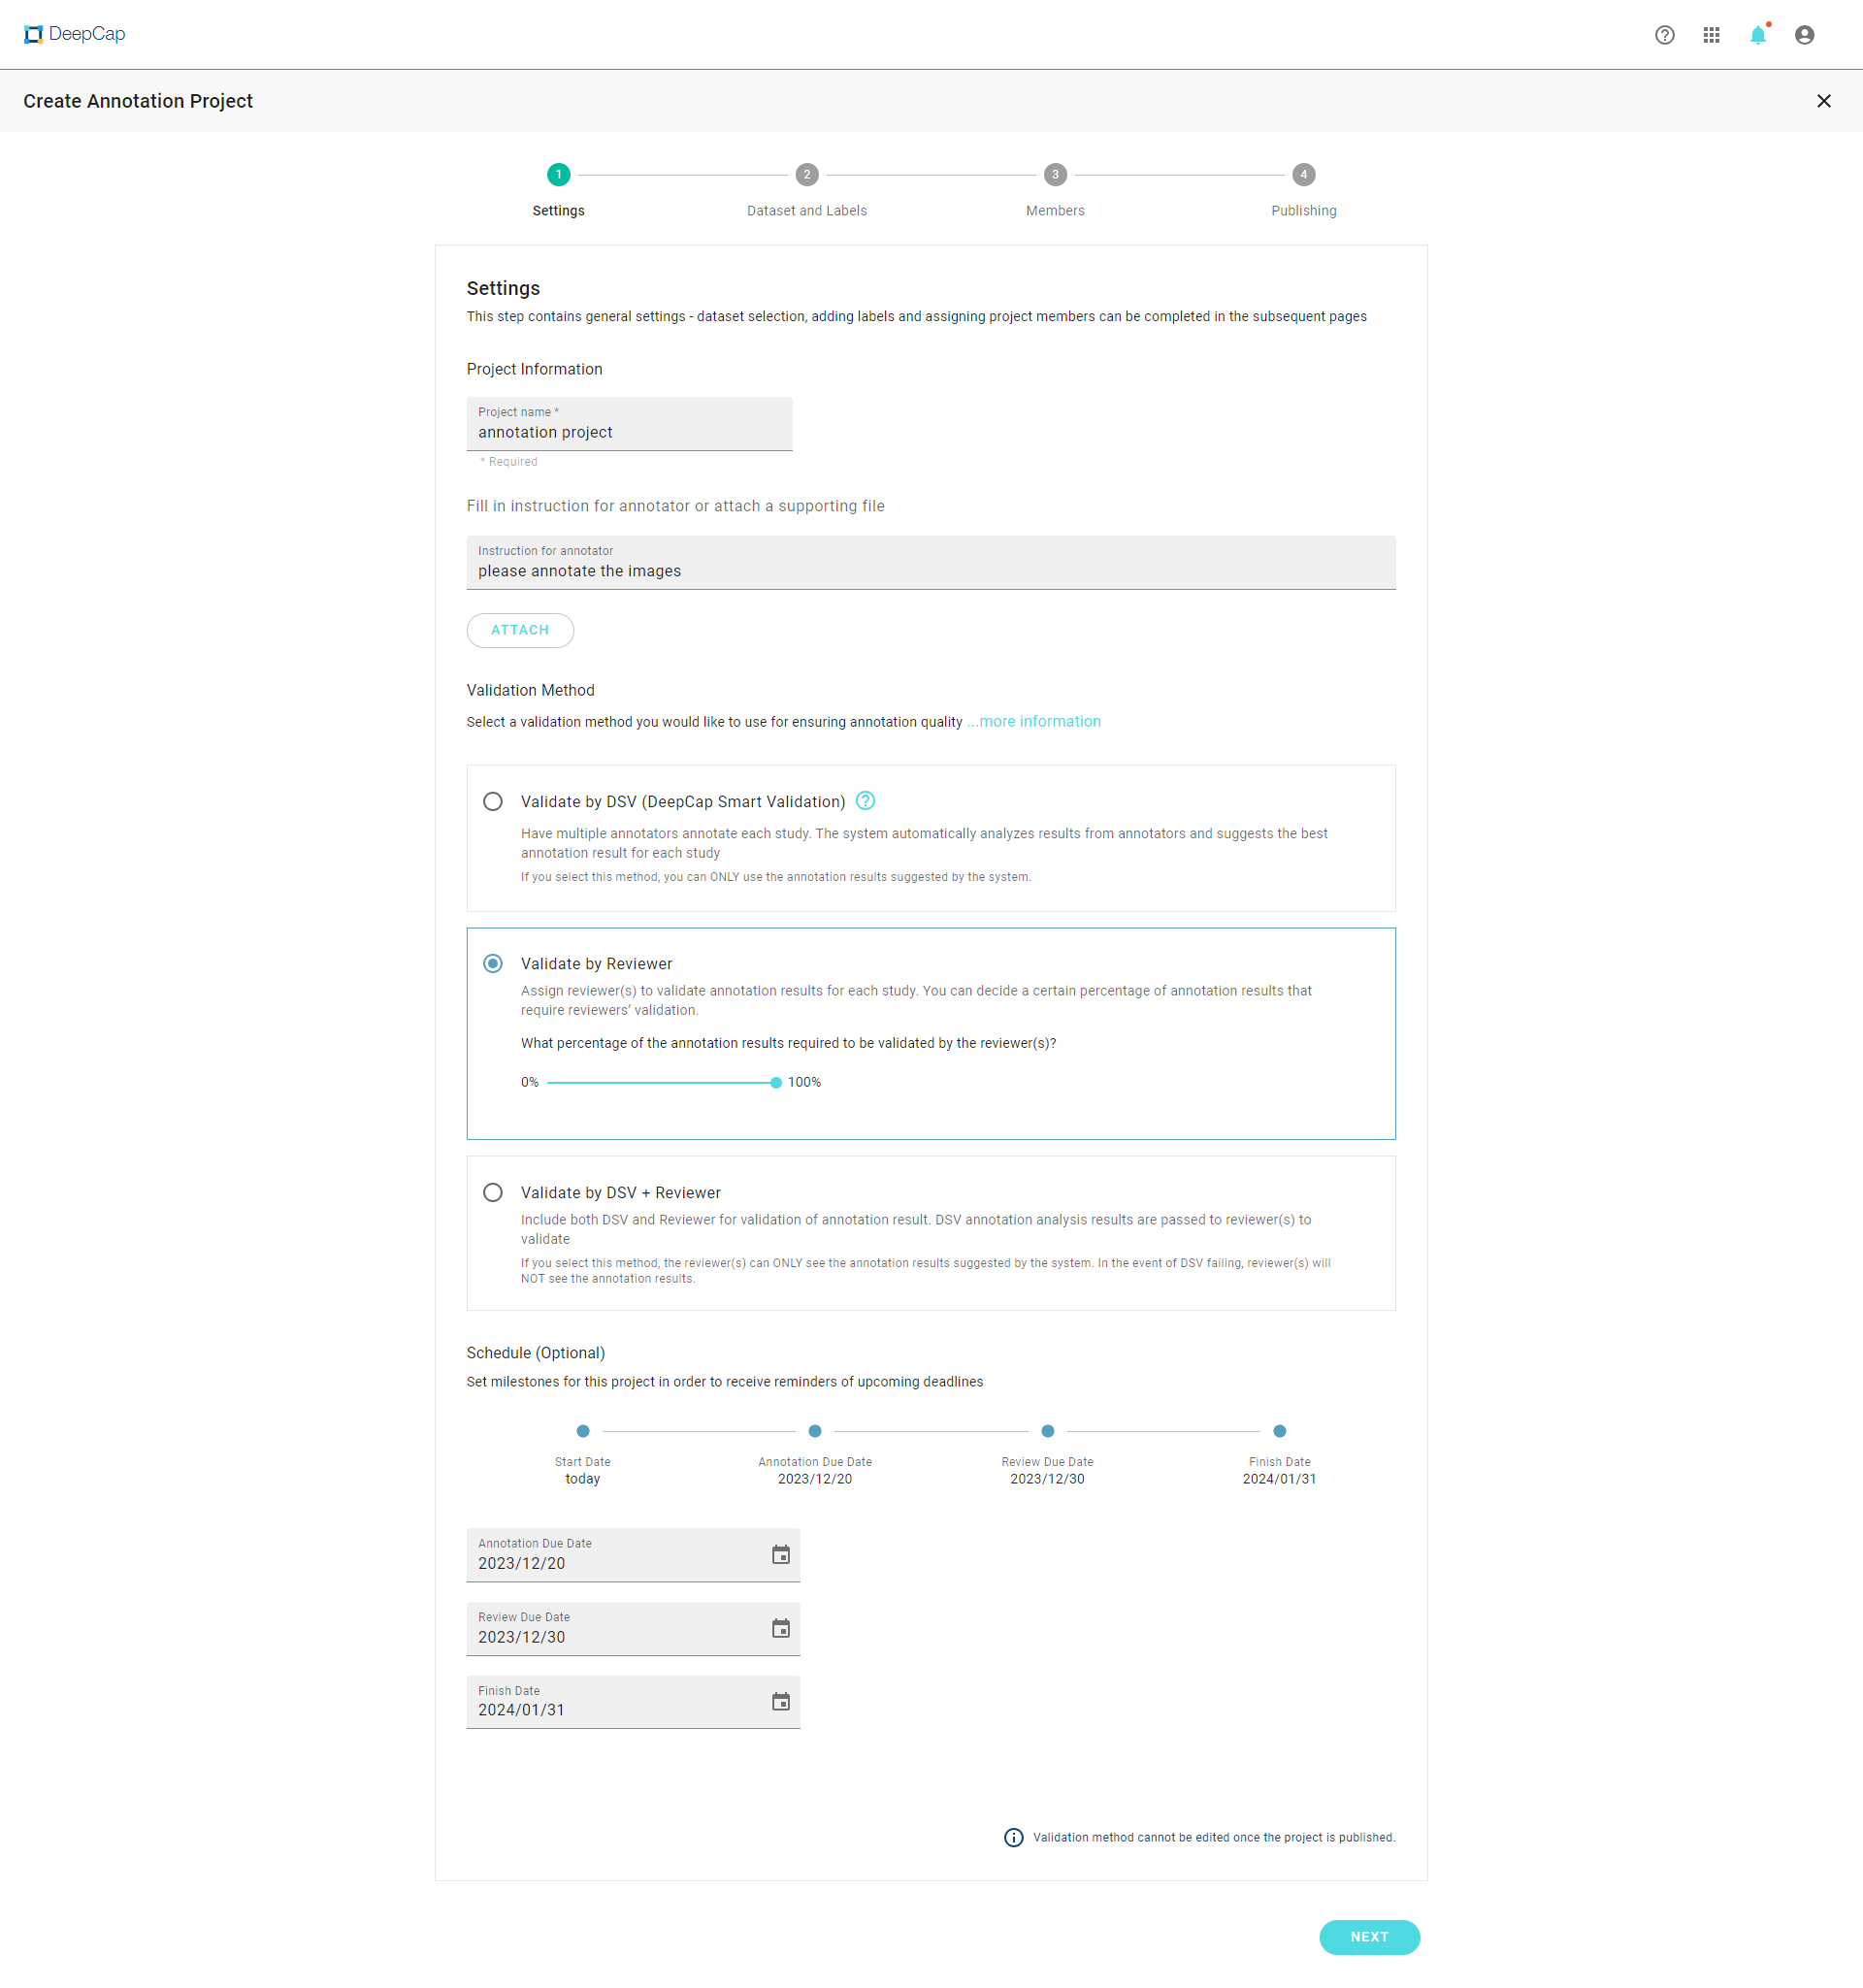 DeepCap
Create Annotation Project
1
2
3
4
Settings
Dataset and Labels
Members
Publishing
Settings
This step contains general settings - dataset selection, adding labels and assigning project members can be completed in the subsequent pages
Project Information
Project name *
annotation project
* Required
Fill in instruction for annotator or attach a supporting file
Instruction for annotator
please annotate the images
ATTACH
Validation Method
Select a validation method you would like to use for ensuring annotation quality ...more information
Validate by DSV (DeepCap Smart Validation)
Have multiple annotators annotate each study. The system automatically analyzes results from annotators and suggests the best
annotation result for each study
If you select this method, you can ONLY use the annotation results suggested by the system.
Validate by Reviewer
Assign reviewer(s) to validate annotation results for each study. You can decide a certain percentage of annotation results that
require reviewers' validation.
What percentage of the annotation results required to be validated by the reviewer(s)?
0% 100%
Validate by DSV + Reviewer
Include both DSV and Reviewer for validation of annotation result. DSV annotation analysis results are passed to reviewer(s) to
validate
If you select this method, the reviewer(s) can ONLY see the annotation results suggested by the system. In the event of DSV failing, reviewer(s) will
NOT see the annotation results.
Schedule (Optional)
Set milestones for this project in order to receive reminders of upcoming deadlines
Start Date
today
Annotation Due Date
2023/12/20
Review Due Date
2023/12/30
Finish Date
2024/01/31
Annotation Due Date
2023/12/20
Review Due Date
2023/12/30
Finish Date
2024/01/31
Validation method cannot be edited once the project is published.
NEXT